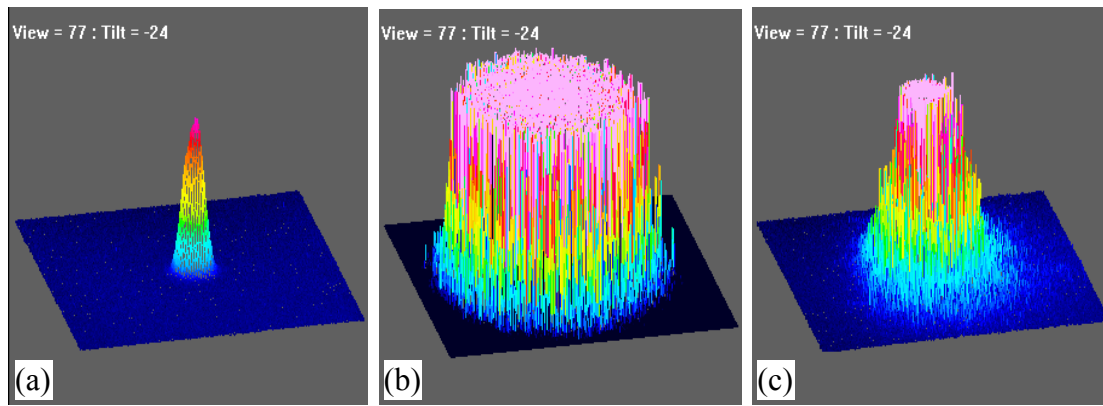 View = 77 : Tilt = -24
View = 77 : Tilt = -24
View = 77 : Tilt = -24
(a)
(b)
(c)